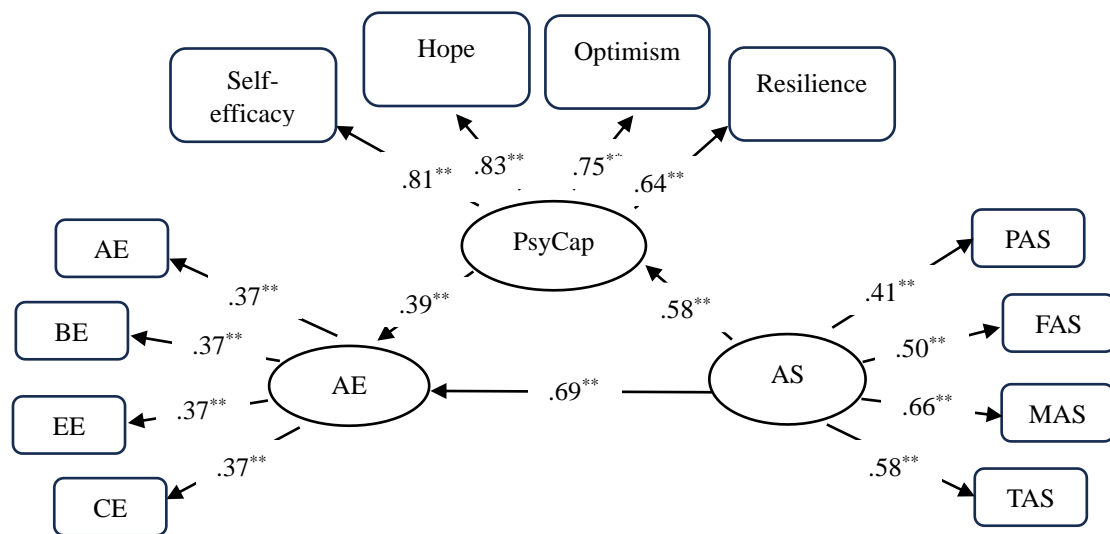 Hope
Optimism
Self-
efficacy
Resilience
.81**
.83**
.75**
.64**
PsyCap
AE
BE
EE
CE
.37**
.37**
.37**
.37**
.39**
.58**
AE
.69**
AS
.41**
.50**
.66**
.58**
PAS
FAS
MAS
TAS